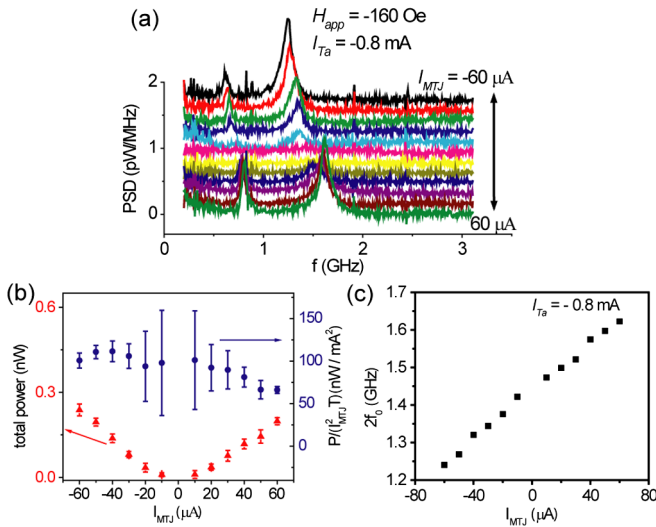 (a)
H_app = -160 Oe
I_Ta = -0.8 mA
I_MTJ = -60 µA
60 µA
PSD (pW/MHz)
2
1
0
0 1 2 3
f (GHz)
(b)
total power (nW)
0.6
0.3
0.0
150
100
50
0
P/(I²_MTJ T)(nW / mA²)
-60 -40 -20 0 20 40 60
I_MTJ (µA)
(c)
I_Ta = - 0.8 mA
2f₀ (GHz)
1.7
1.6
1.5
1.4
1.3
1.2
-80 -40 0 40 80
I_MTJ (µA)